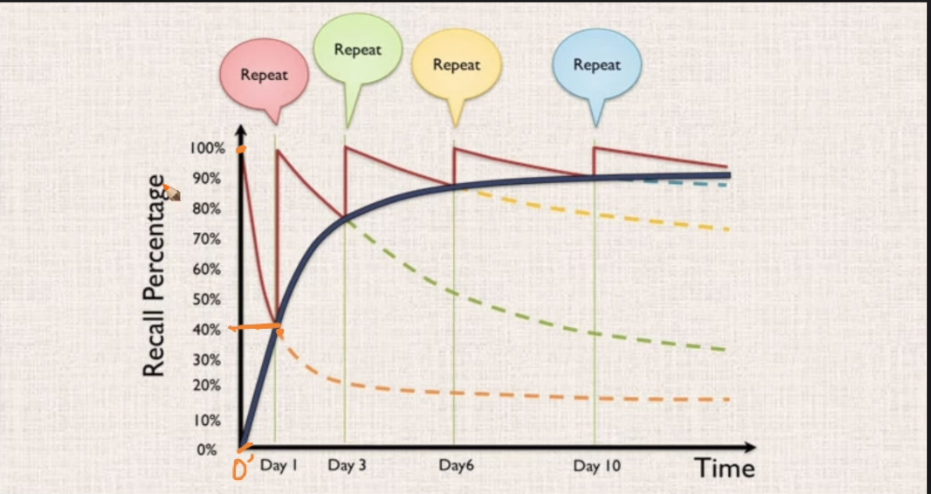 Repeat
Repeat
Repeat
Repeat
Recall Percentage
100%
90%
80%
70%
60%
50%
40%
30%
20%
10%
0%
0
Day 1
Day 3
Day6
Day 10
Time